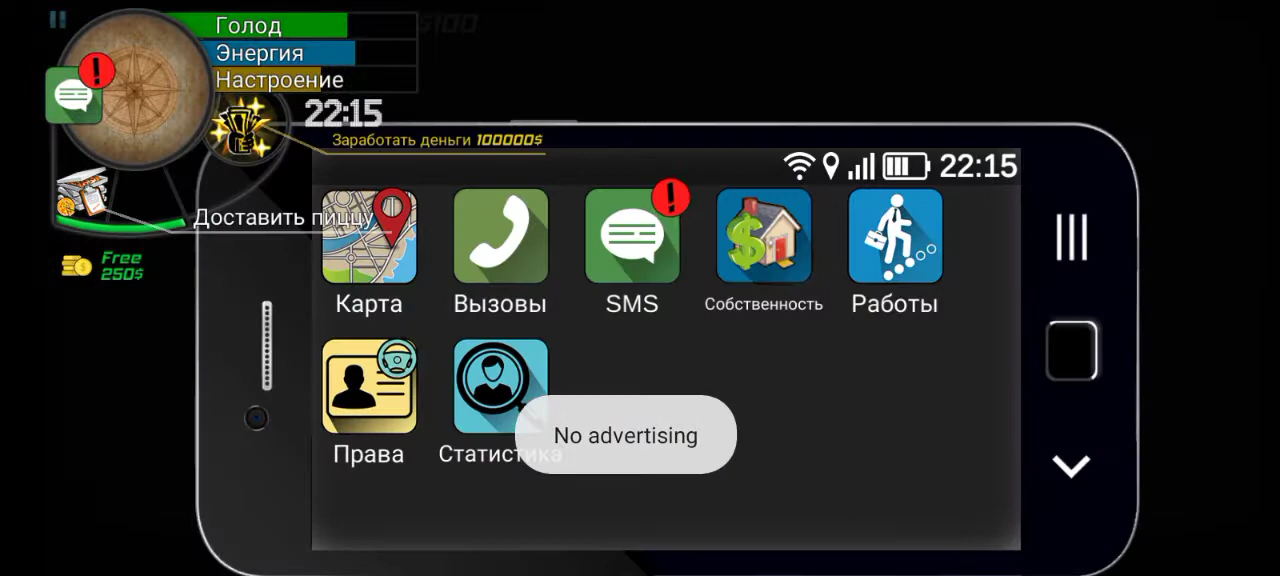 Голод
$100
Энергия
Настроение
22:15
Заработать деньги 100000$
22:15
Доставить пиццу
Free
250$
Карта
Вызовы
SMS
Собственность
Работы
Права
Статистика
No advertising